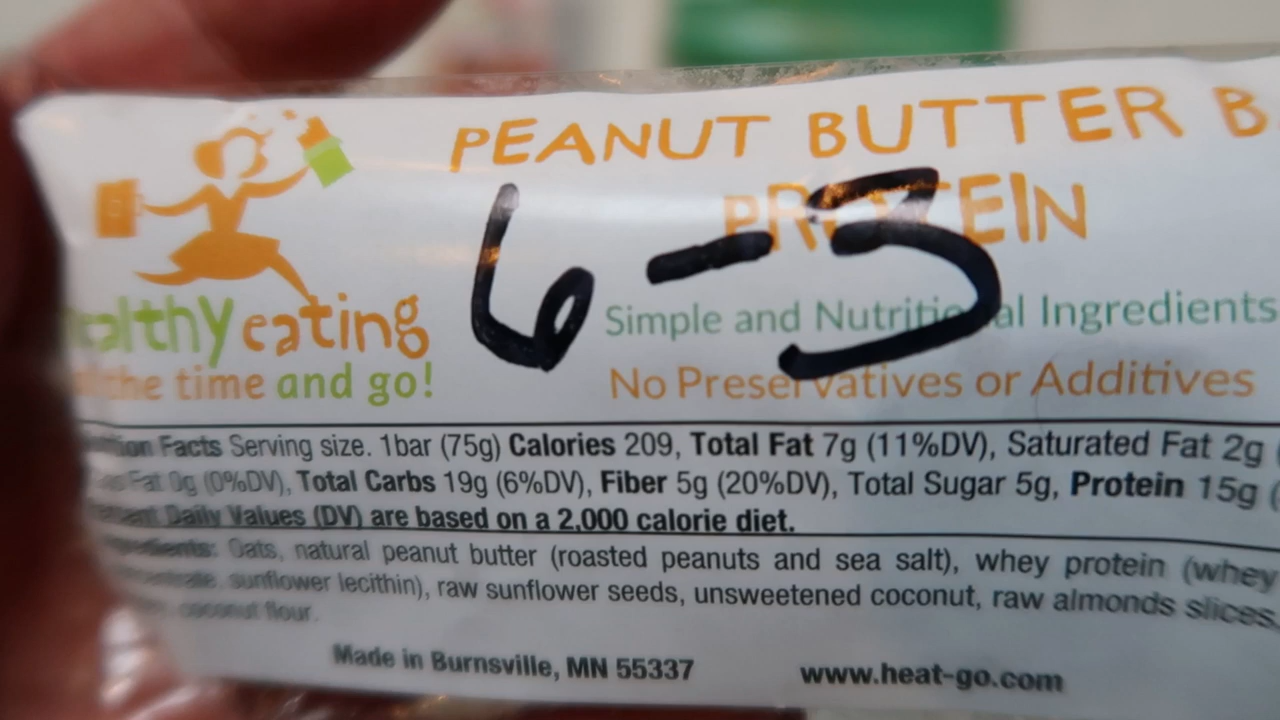 PEANUT BUTTER B
PROTEIN
6-3
ealthy eating
the time and go!
Simple and Nutritional Ingredients
No Preservatives or Additives
Facts Serving size. 1bar (75g) Calories 209, Total Fat 7g (11%DV), Saturated Fat 2g (
Fat 0g (0%DV), Total Carbs 19g (6%DV), Fiber 5g (20%DV), Total Sugar 5g, Protein 15g (
Daily Values (DV) are based on a 2,000 calorie diet.
Ingredients: Oats, natural peanut butter (roasted peanuts and sea salt), whey protein (whey
sunflower lecithin), raw sunflower seeds, unsweetened coconut, raw almonds slices,
coconut flour.
Made in Burnsville, MN 55337
www.heat-go.com